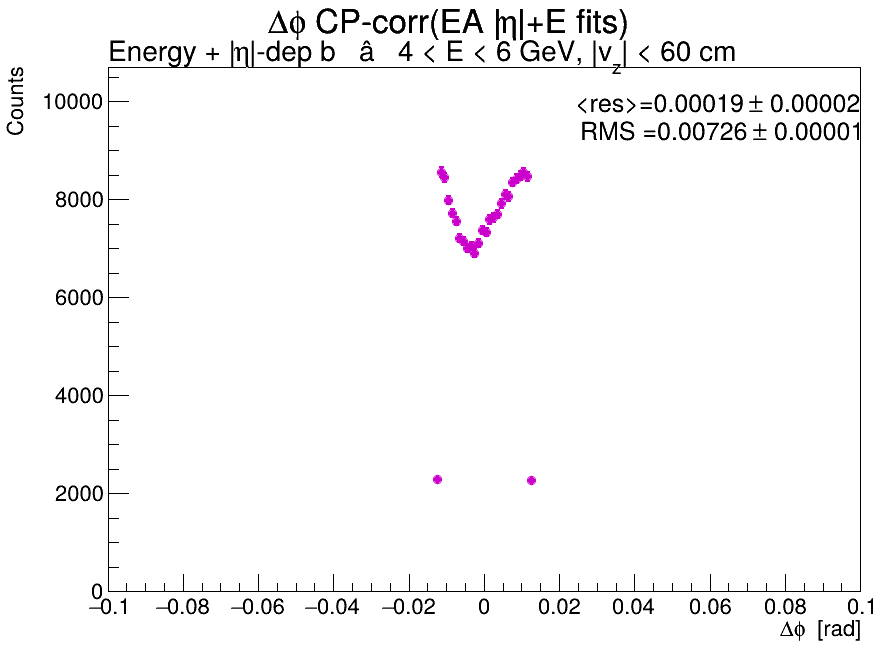 Δϕ CP-corr(EA |η|+E fits)
Energy + |η|-dep b â 4 < E < 6 GeV, |v_z| < 60 cm
Counts
<res>=0.00019 ± 0.00002
RMS =0.00726 ± 0.00001
10000
8000
6000
4000
2000
0
−0.1 −0.08 −0.06 −0.04 −0.02 0 0.02 0.04 0.06 0.08 0.1
Δϕ [rad]